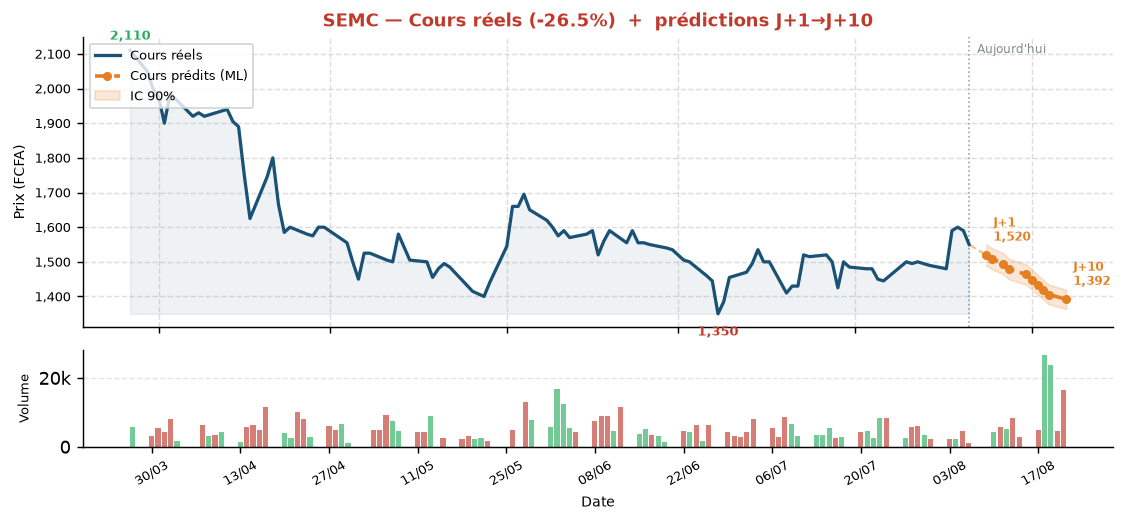 SEMC — Cours réels (-26.5%) + prédictions J+1→J+10
2,110
Cours réels
Cours prédits (ML)
IC 90%
Aujourd'hui
Prix (FCFA)
2,100
2,000
1,900
1,800
1,700
1,600
1,500
1,400
J+1
1,520
J+10
1,392
1,350
Volume
20k
0
30/03
13/04
27/04
11/05
25/05
08/06
22/06
06/07
20/07
03/08
17/08
Date